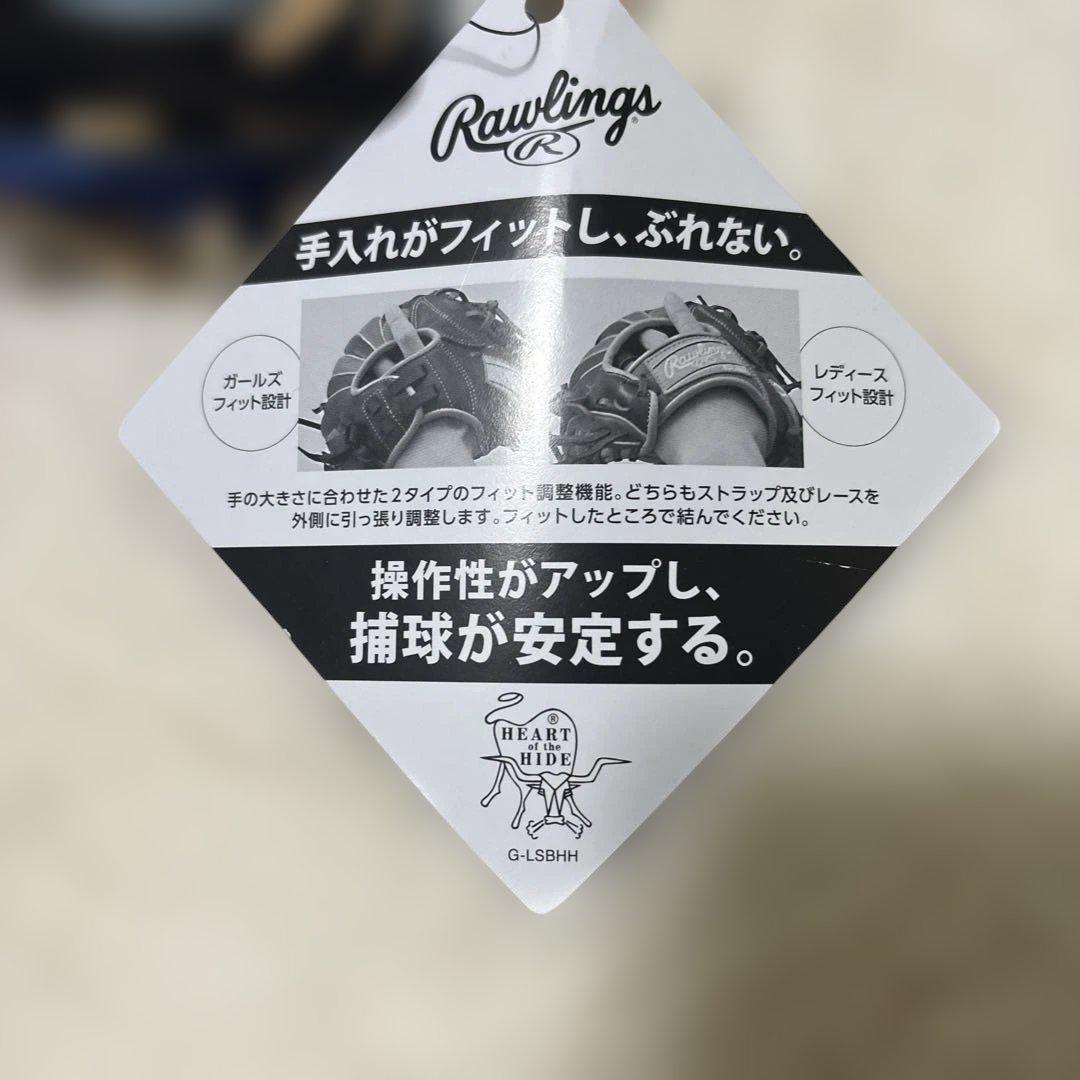 Rawlings®
R
手入れがフィットし、ぶれない。
ガールズ
フィット設計
Rawlings
レディース
フィット設計
手の大きさに合わせた2タイプのフィット調整機能。どちらもストラップ及びレースを
外側に引っ張り調整します。フィットしたところで結んでください。
操作性がアップし、
捕球が安定する。
®
HEART
of the
HIDE
G-LSBHH